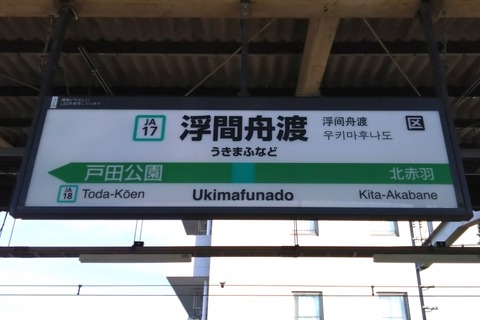 JA
17
浮間舟渡
うきまふなど
浮间舟渡
우키마후나도
区
戸田公園
北赤羽
JA
18
Toda-Kōen
Ukimafunado
Kita-Akabane